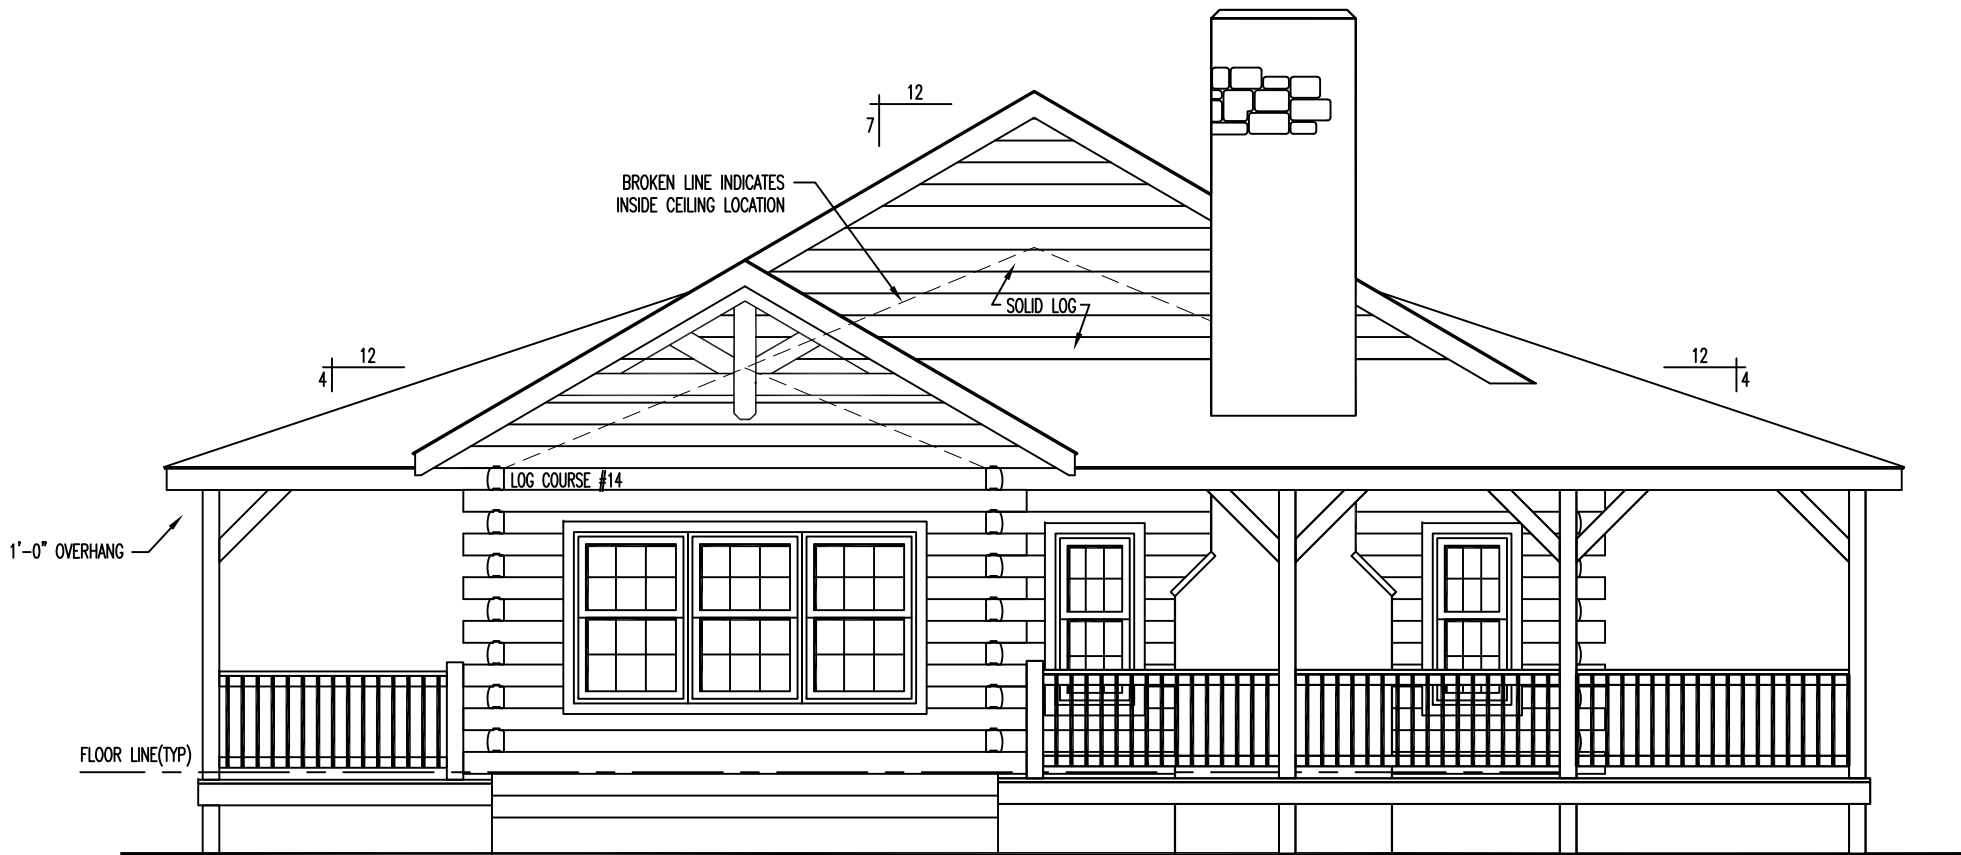 12
7
BROKEN LINE INDICATES
INSIDE CEILING LOCATION
SOLID LOG
12
4
12
4
LOG COURSE #14
1'-0" OVERHANG
FLOOR LINE(TYP)